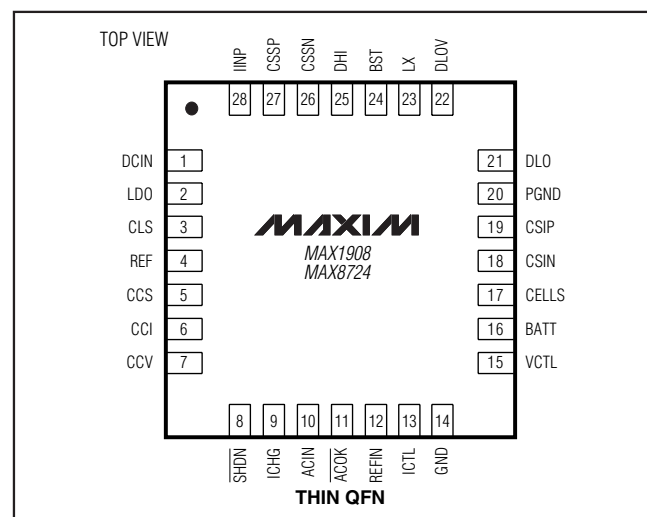 TOP VIEW
IINP
CSSP
CSSN
DHI
BST
LX
DLOV
28
27
26
25
24
23
22
DCIN 1
LDO 2
CLS 3
REF 4
CCS 5
CCI 6
CCV 7
21 DLO
20 PGND
19 CSIP
18 CSIN
17 CELLS
16 BATT
15 VCTL
MAXIM
MAX1908
MAX8724
8
9
10
11
12
13
14
SHDN
ICHG
ACIN
ACOK
REFIN
ICTL
GND
THIN QFN